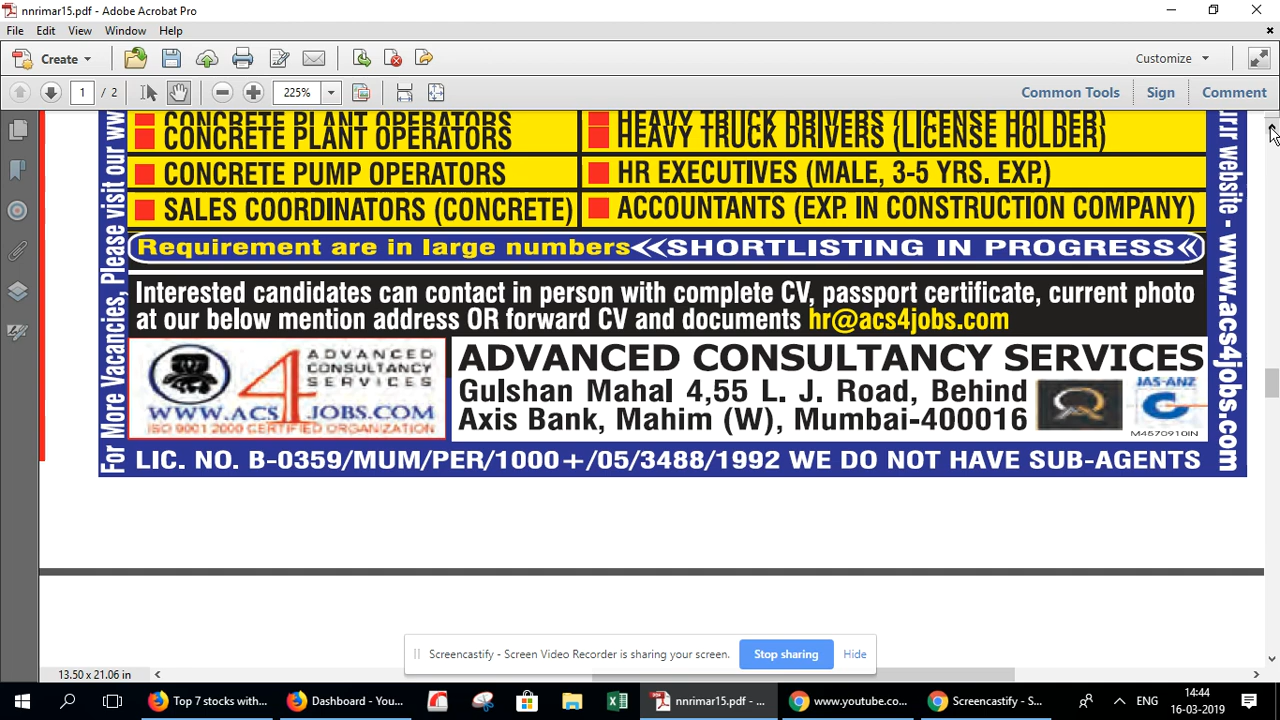 nnrimar15.pdf - Adobe Acrobat Pro
File Edit View Window Help
Create
Customize
1 / 2
225%
Common Tools Sign Comment
CONCRETE PLANT OPERATORS
HEAVY TRUCK DRIVERS (LICENSE HOLDER)
CONCRETE PUMP OPERATORS
HR EXECUTIVES (MALE, 3-5 YRS. EXP.)
SALES COORDINATORS (CONCRETE)
ACCOUNTANTS (EXP. IN CONSTRUCTION COMPANY)
For More Vacancies, Please visit our ww
ur website - www.acs4jobs.com
Requirement are in large numbers<<SHORTLISTING IN PROGRESS<<
Interested candidates can contact in person with complete CV, passport certificate, current photo
at our below mention address OR forward CV and documents hr@acs4jobs.com
4 ADVANCED
CONSULTANCY
SERVICES
WWW.ACS4JOBS.COM
ISO 9001 2000 CERTIFIED ORGANIZATION
ADVANCED CONSULTANCY SERVICES
Gulshan Mahal 4,55 L. J. Road, Behind
Axis Bank, Mahim (W), Mumbai-400016
JAS-ANZ
M4570910IN
LIC. NO. B-0359/MUM/PER/1000+/05/3488/1992 WE DO NOT HAVE SUB-AGENTS
Screencastify - Screen Video Recorder is sharing your screen. Stop sharing Hide
13.50 x 21.06 in
Top 7 stocks with... Dashboard - You... nnrimar15.pdf - ... www.youtube.co... Screencastify - S... ENG 14:44
16-03-2019